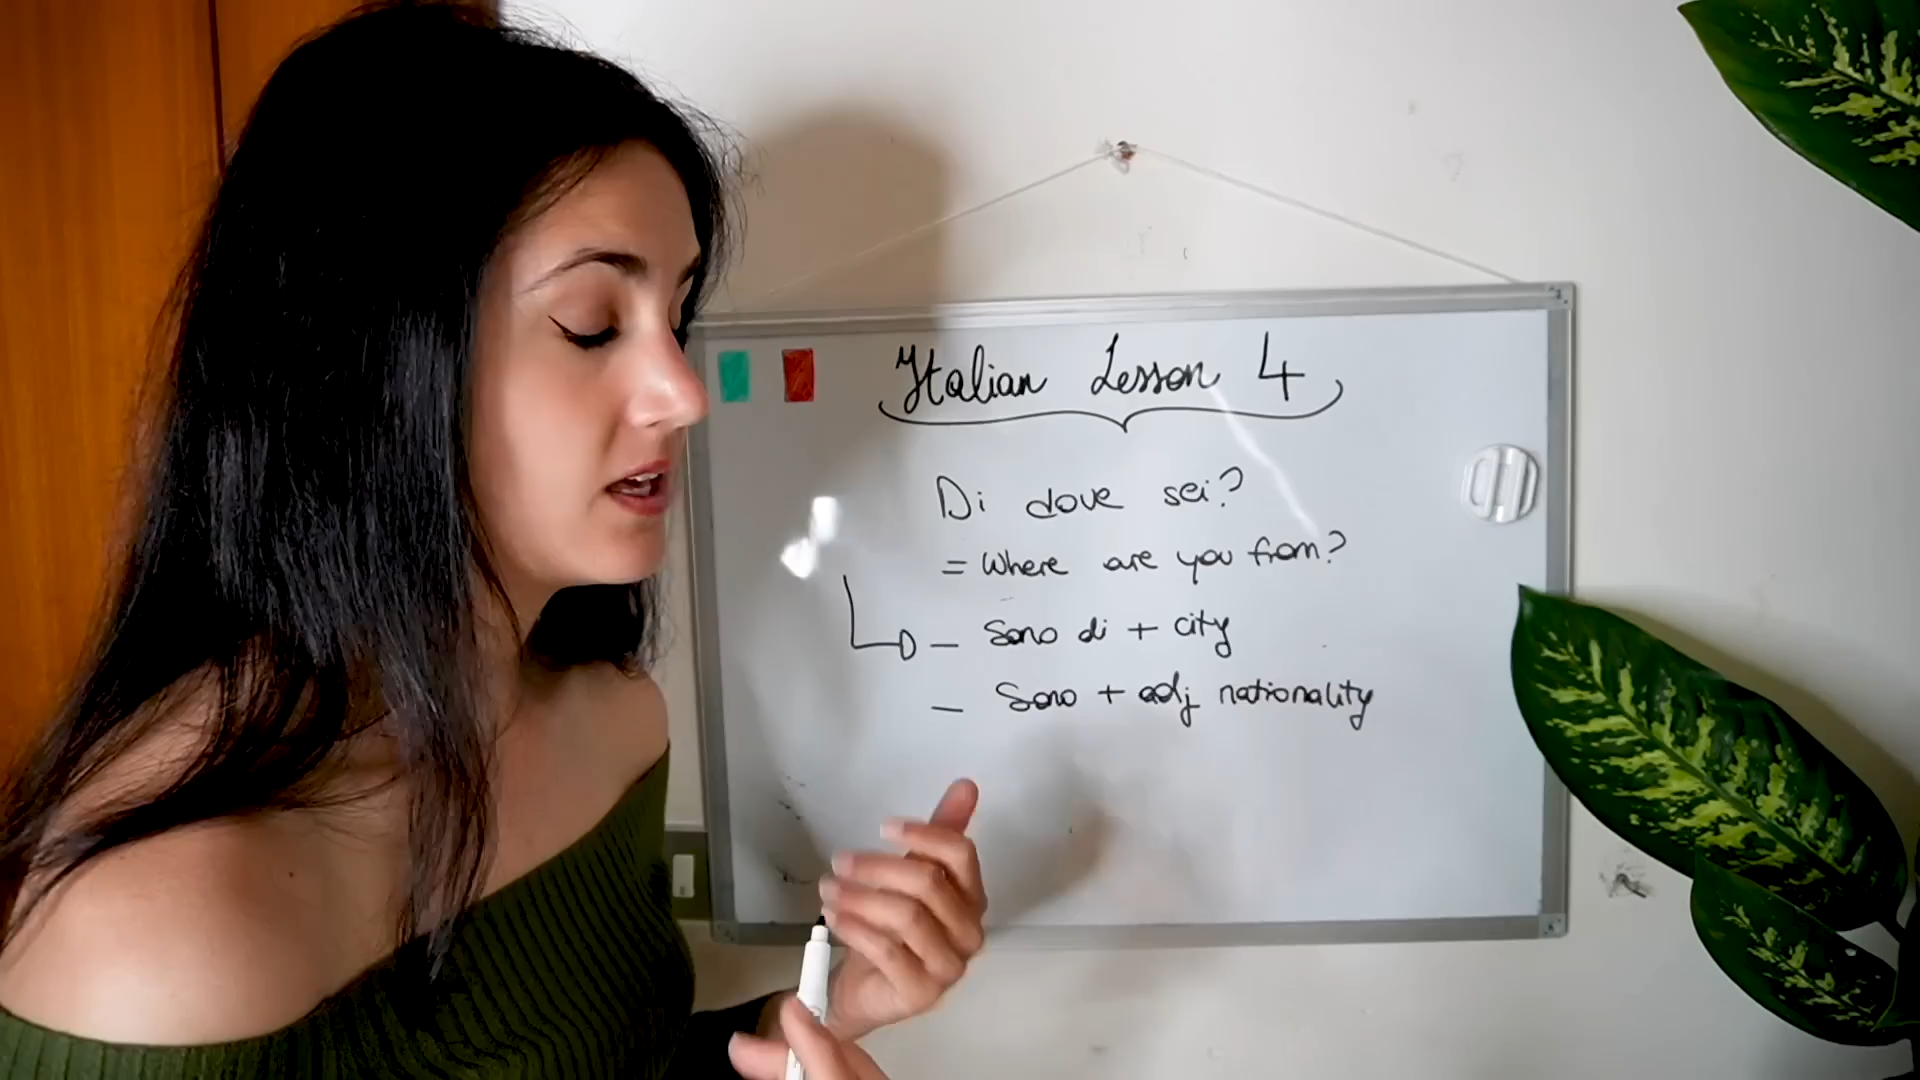 Italian Lesson 4
Di dove sei?
= Where are you from?
- Sono di + city
- Sono + adj nationality